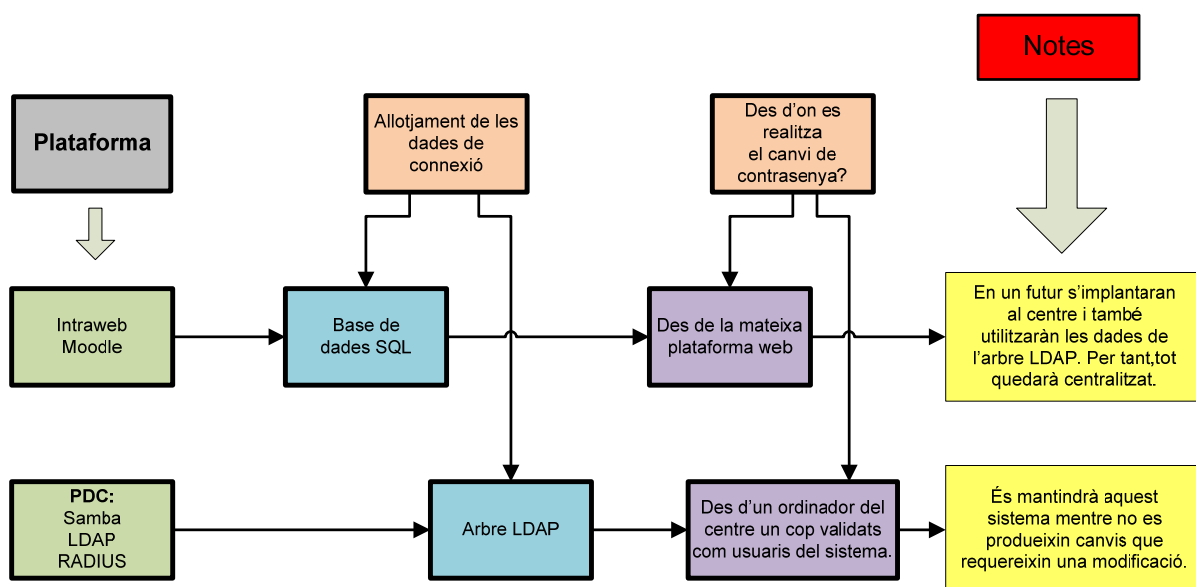 Notes
Plataforma
Allotjament de les
dades de
connexió
Des d'on es
realitza
el canvi de
contrasenya?
Intraweb
Moodle
Base de
dades SQL
Des de la mateixa
plataforma web
En un futur s'implantaran
al centre i també
utilitzaràn les dades de
l'arbre LDAP. Per tant,tot
quedarà centralitzat.
PDC:
Samba
LDAP
RADIUS
Arbre LDAP
Des d'un ordinador del
centre un cop validats
com usuaris del sistema.
És mantindrà aquest
sistema mentre no es
produeixin canvis que
requereixin una modificació.